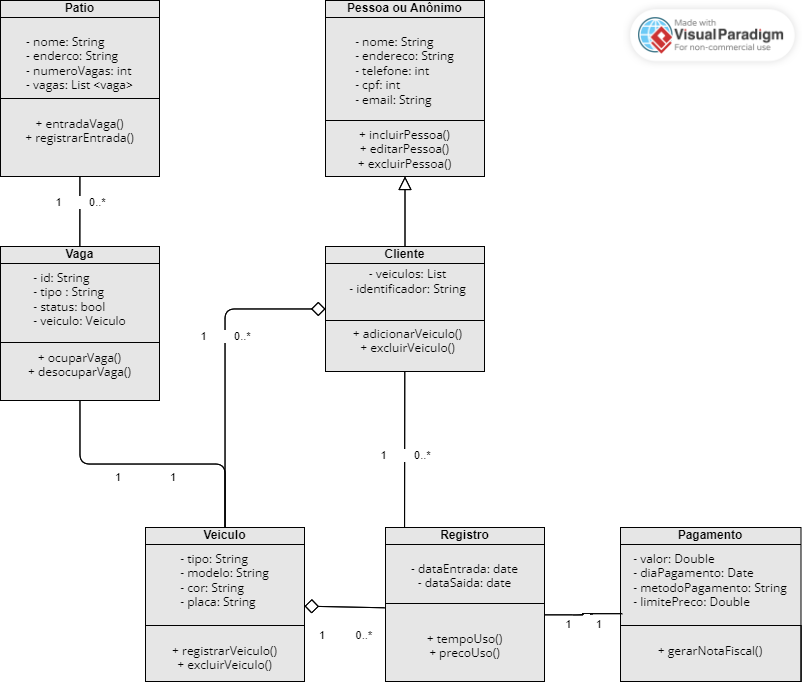 Patio
- nome: String
- enderco: String
- numeroVagas: int
- vagas: List <vaga>
+ entradaVaga()
+ registrarEntrada()
Pessoa ou Anônimo
- nome: String
- endereco: String
- telefone: int
- cpf: int
- email: String
+ incluirPessoa()
+ editarPessoa()
+ excluirPessoa()
Made with
VisualParadigm
For non-commercial use
1 0..*
Vaga
- id: String
- tipo : String
- status: bool
- veiculo: Veiculo
+ ocuparVaga()
+ desocuparVaga()
Cliente
- veiculos: List
- identificador: String
+ adicionarVeiculo()
+ excluirVeiculo()
1 0..*
1 0..*
1 1
Veiculo
- tipo: String
- modelo: String
- cor: String
- placa: String
+ registrarVeiculo()
+ excluirVeiculo()
1 0..*
Registro
- dataEntrada: date
- dataSaida: date
+ tempoUso()
+ precoUso()
1 1
Pagamento
- valor: Double
- diaPagamento: Date
- metodoPagamento: String
- limitePreco: Double
+ gerarNotaFiscal()